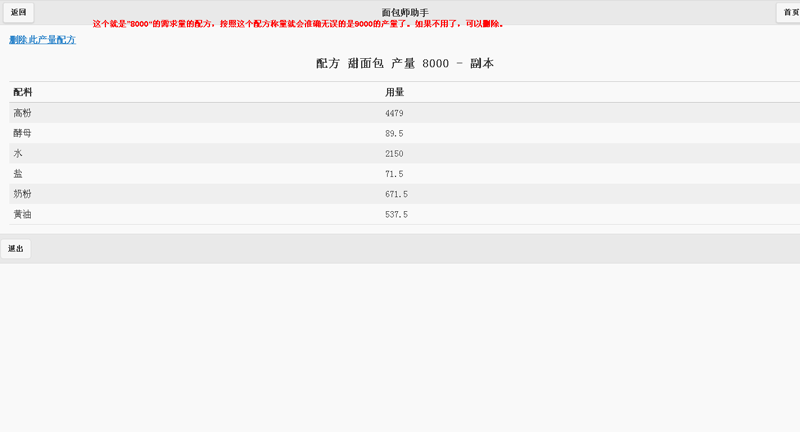 返回
面包师助手
首页
这个就是"8000"的需求量的配方，按照这个配方称量就会准确无误的是9000的产量了。如果不用了，可以删除。
删除此产量配方
配方 甜面包 产量 8000 - 副本
配料 用量
高粉 4479
酵母 89.5
水 2150
盐 71.5
奶粉 671.5
黄油 537.5
退出